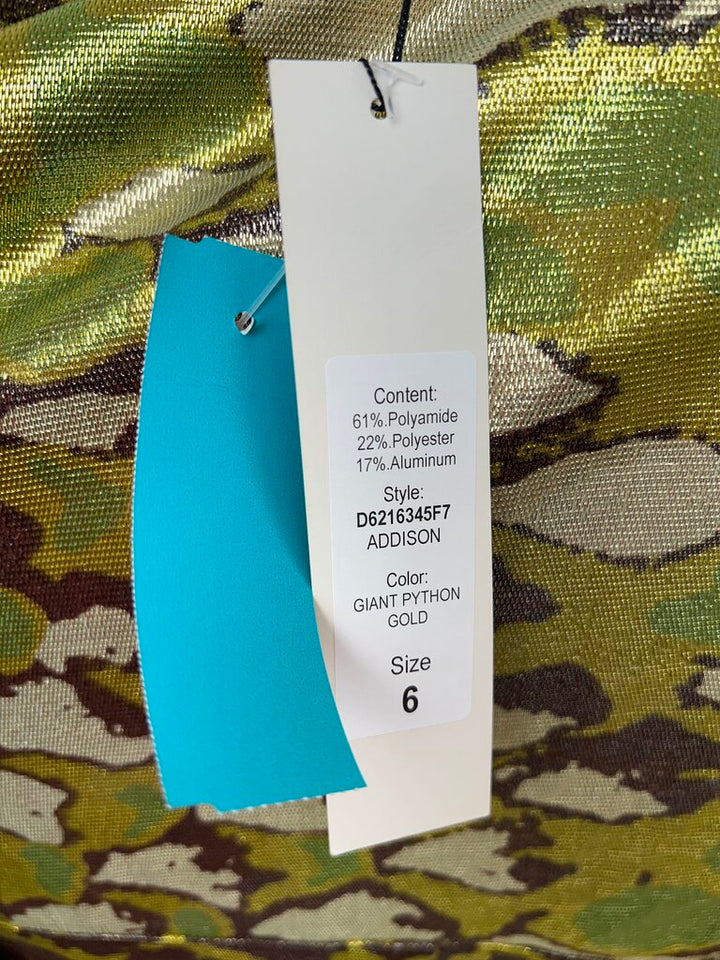 Content:
61%.Polyamide
22%.Polyester
17%.Aluminum
Style:
D6216345F7
ADDISON
Color:
GIANT PYTHON
GOLD
Size
6